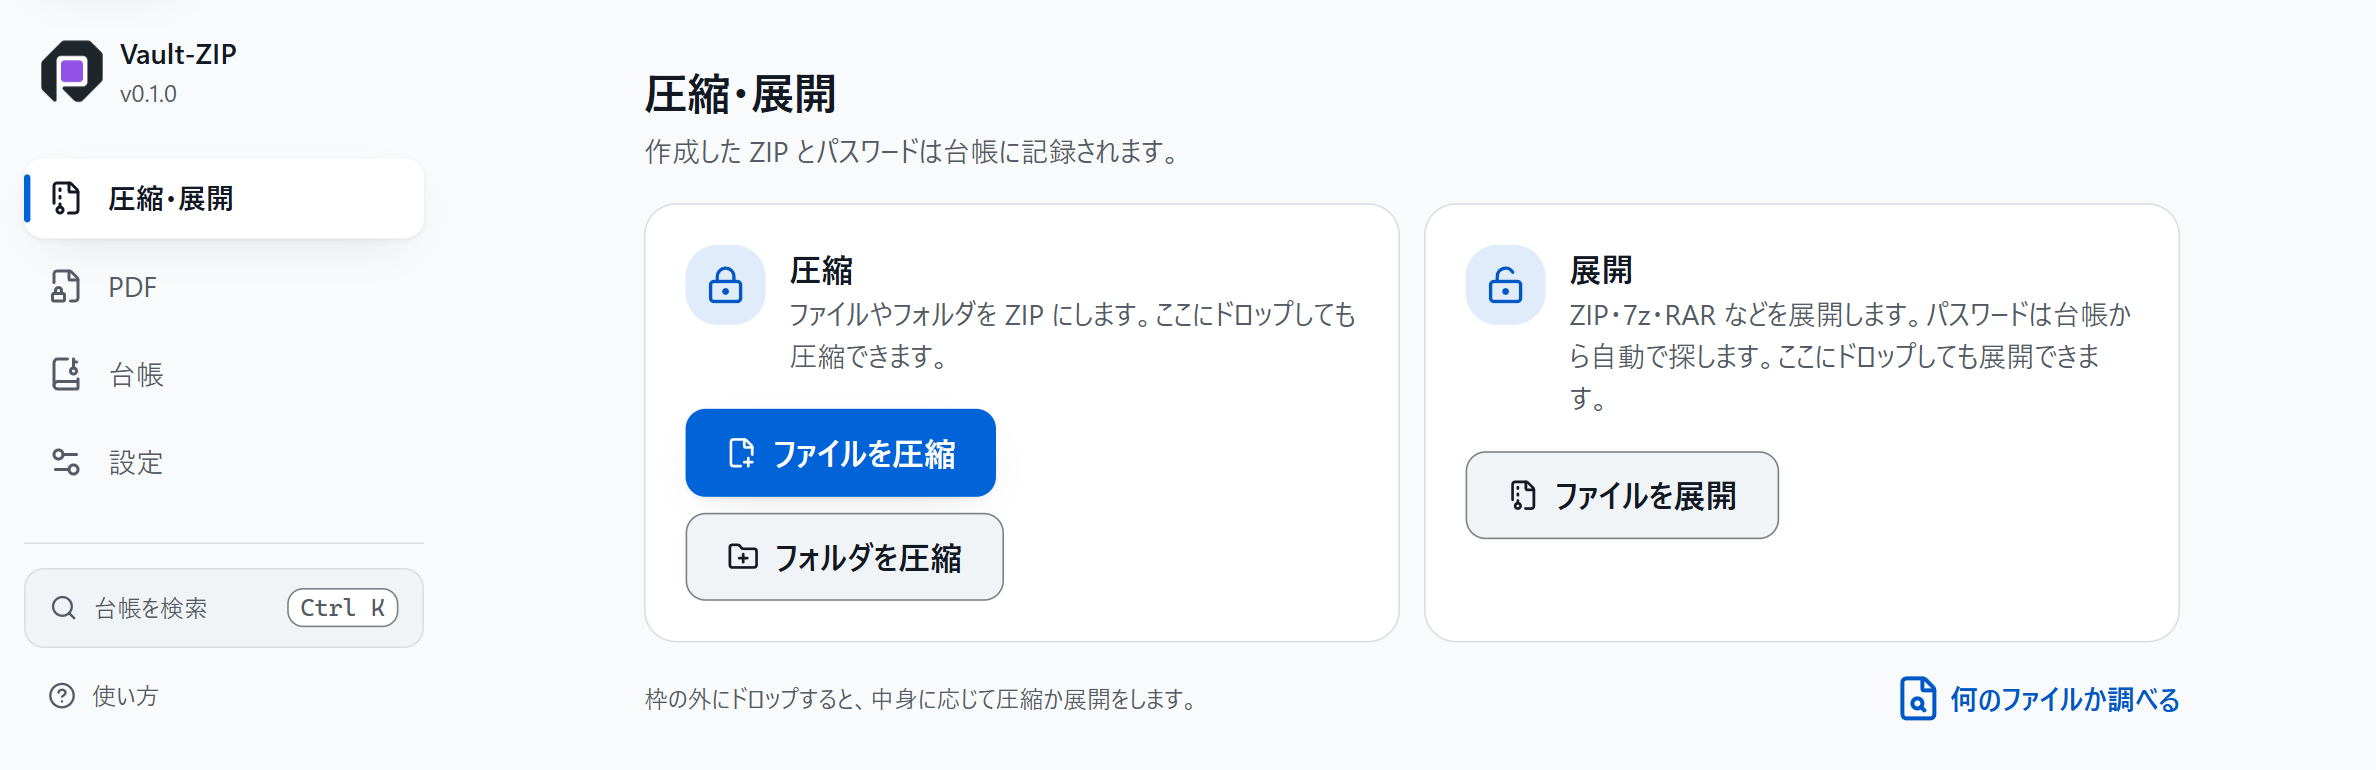 Vault-ZIP
v0.1.0
圧縮・展開
PDF
台帳
設定
台帳を検索 Ctrl K
使い方
圧縮・展開
作成した ZIP とパスワードは台帳に記録されます。
圧縮
ファイルやフォルダを ZIP にします。ここにドロップしても
圧縮できます。
ファイルを圧縮
フォルダを圧縮
展開
ZIP・7z・RAR などを展開します。パスワードは台帳か
ら自動で探します。ここにドロップしても展開できま
す。
ファイルを展開
枠の外にドロップすると、中身に応じて圧縮か展開をします。
何のファイルか調べる